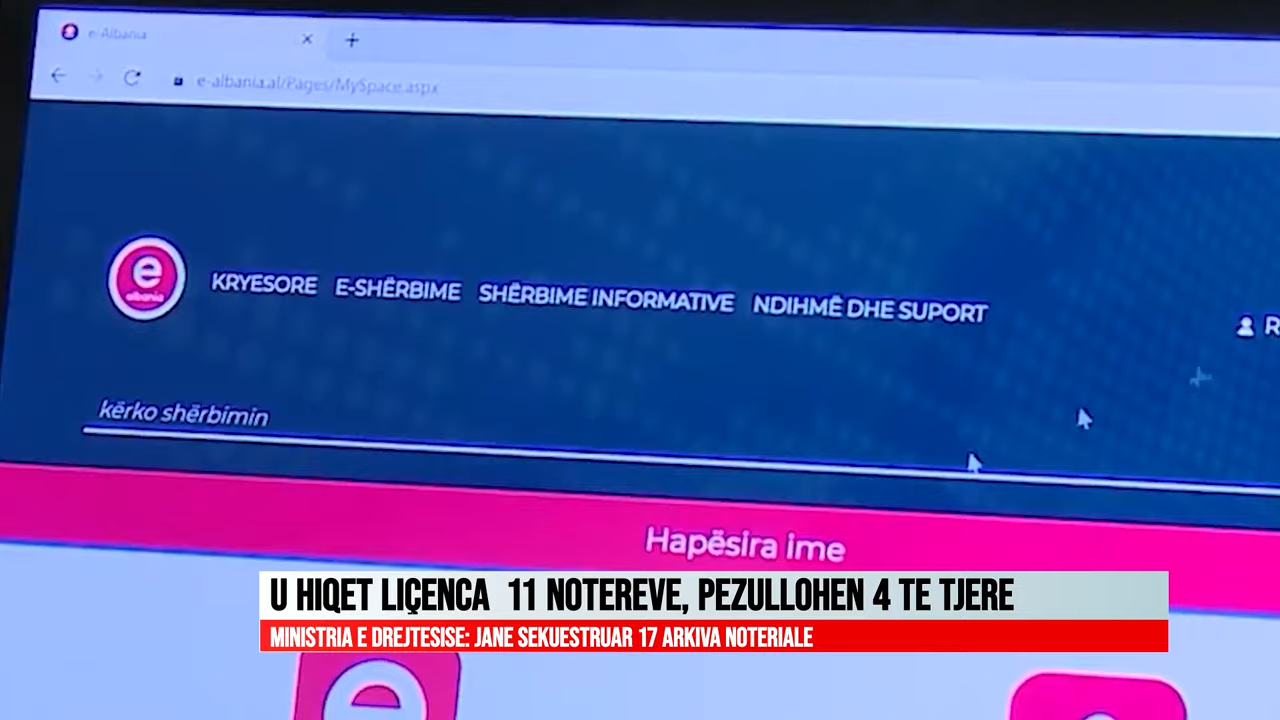 e-Albania
e-albania.al/Pages/MySpace.aspx
e
albania
KRYESORE E-SHËRBIME SHËRBIME INFORMATIVE NDIHMË DHE SUPORT
R
kërko shërbimin
Hapësira ime
U HIQET LIÇENCA 11 NOTEREVE, PEZULLOHEN 4 TE TJERE
MINISTRIA E DREJTESISE: JANE SEKUESTRUAR 17 ARKIVA NOTERIALE